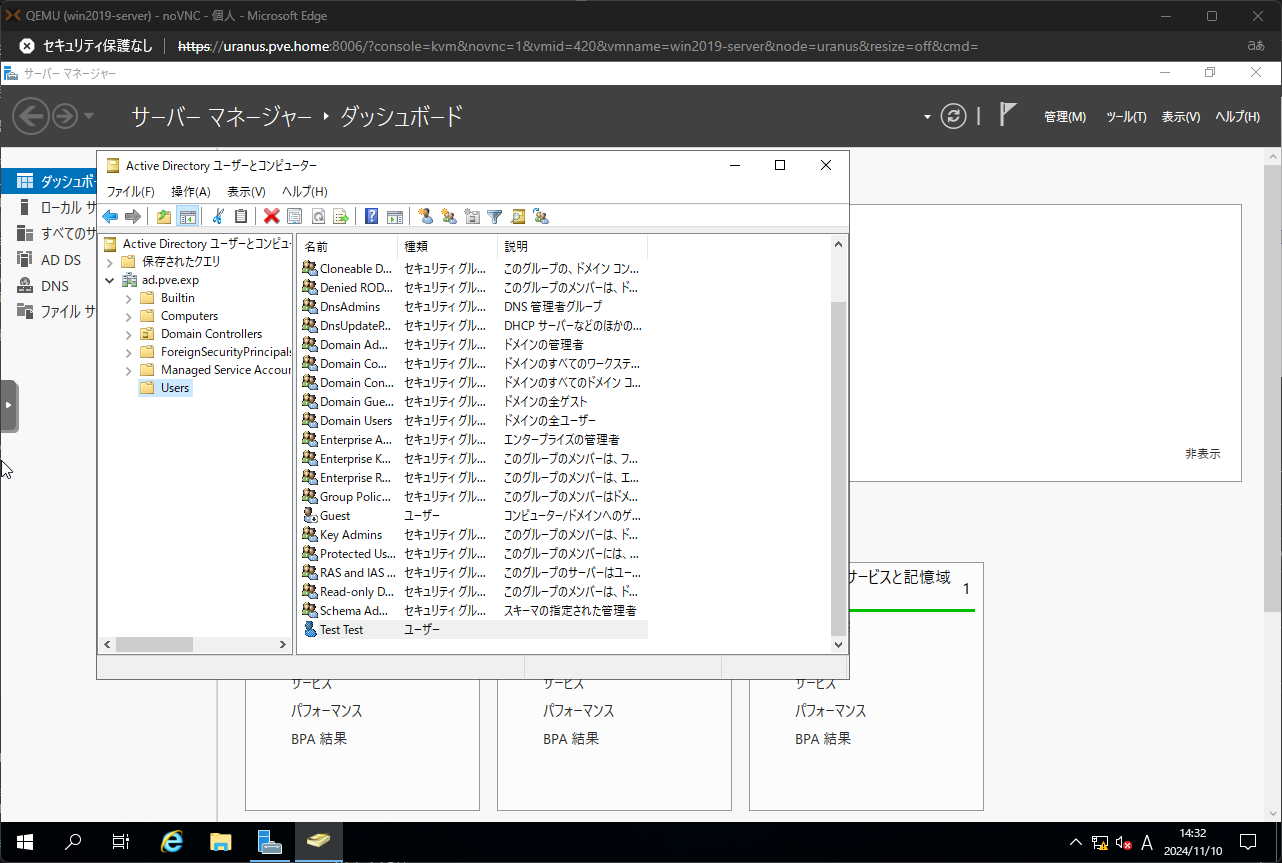 QEMU (win2019-server) - noVNC - 個人 - Microsoft Edge
セキュリティ保護なし | https://uranus.pve.home:8006/?console=kvm&novnc=1&vmid=420&vmname=win2019-server&node=uranus&resize=off&cmd= aあ
サーバー マネージャー
サーバー マネージャー ・ ダッシュボード 管理(M) ツール(T) 表示(V) ヘルプ(H)
ダッシュボー
ローカル サ
すべてのサ
AD DS
DNS
ファイル サ
Active Directory ユーザーとコンピューター
ファイル(F) 操作(A) 表示(V) ヘルプ(H)
Active Directory ユーザーとコンピュ
保存されたクエリ
ad.pve.exp
Builtin
Computers
Domain Controllers
ForeignSecurityPrincipals
Managed Service Accour
Users
名前 種類 説明
Cloneable D... セキュリティ グル... このグループの、ドメイン コン...
Denied ROD... セキュリティ グル... このグループのメンバーは、ド...
DnsAdmins セキュリティ グル... DNS 管理者グループ
DnsUpdateP... セキュリティ グル... DHCP サーバーなどのほかの...
Domain Ad... セキュリティ グル... ドメインの管理者
Domain Co... セキュリティ グル... ドメインのすべてのワークステ...
Domain Con... セキュリティ グル... ドメインのすべてのドメイン コ...
Domain Gue... セキュリティ グル... ドメインの全ゲスト
Domain Users セキュリティ グル... ドメインの全ユーザー
Enterprise A... セキュリティ グル... エンタープライズの管理者
Enterprise K... セキュリティ グル... このグループのメンバーは、フ...
Enterprise R... セキュリティ グル... このグループのメンバーは、エ...
Group Polic... セキュリティ グル... このグループのメンバーはドメ...
Guest ユーザー コンピューター/ドメインへのゲ...
Key Admins セキュリティ グル... このグループのメンバーは、ド...
Protected Us... セキュリティ グル... このグループのメンバーには、...
RAS and IAS ... セキュリティ グル... このグループのサーバーはユー...
Read-only D... セキュリティ グル... このグループのメンバーは、ド...
Schema Ad... セキュリティ グル... スキーマの指定された管理者
Test Test ユーザー
非表示
サービスと記憶域 1
サービス サービス サービス
パフォーマンス パフォーマンス パフォーマンス
BPA 結果 BPA 結果 BPA 結果
A 14:32
2024/11/10